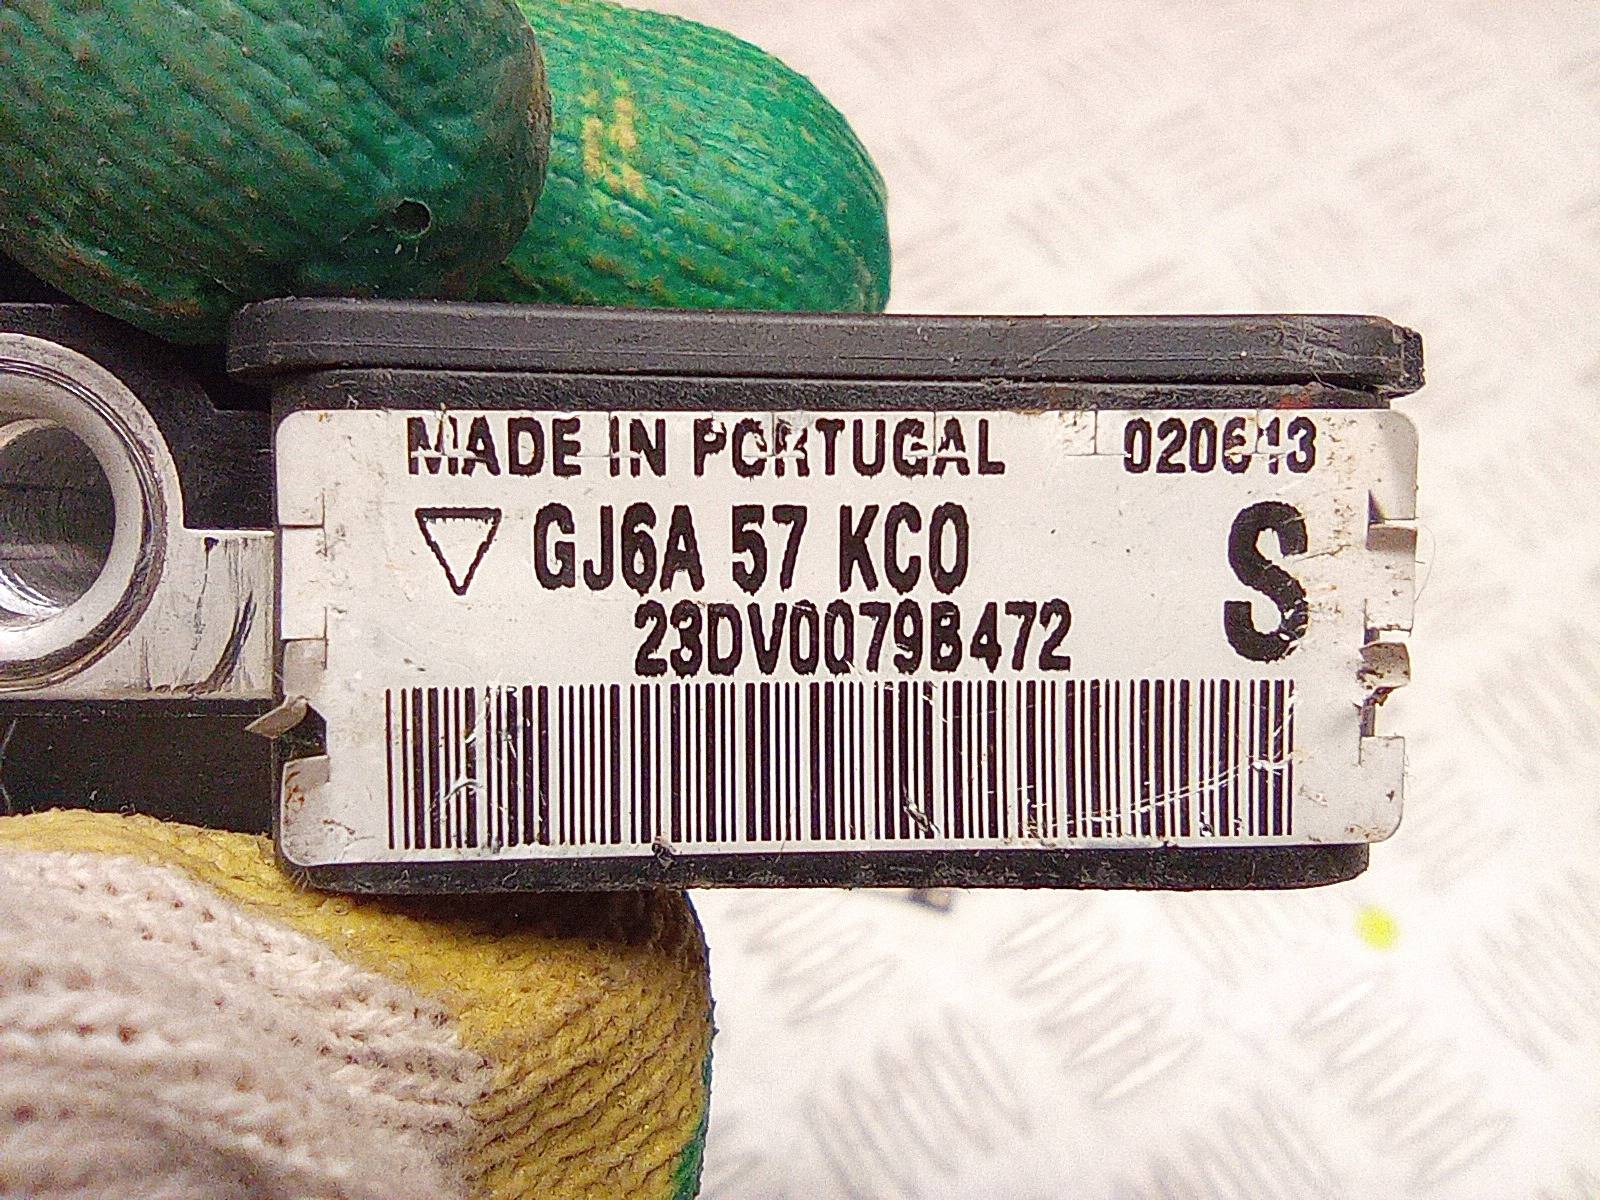 MADE IN PORTUGAL 020613
GJ6A 57 KC0 S
23DV0079B472